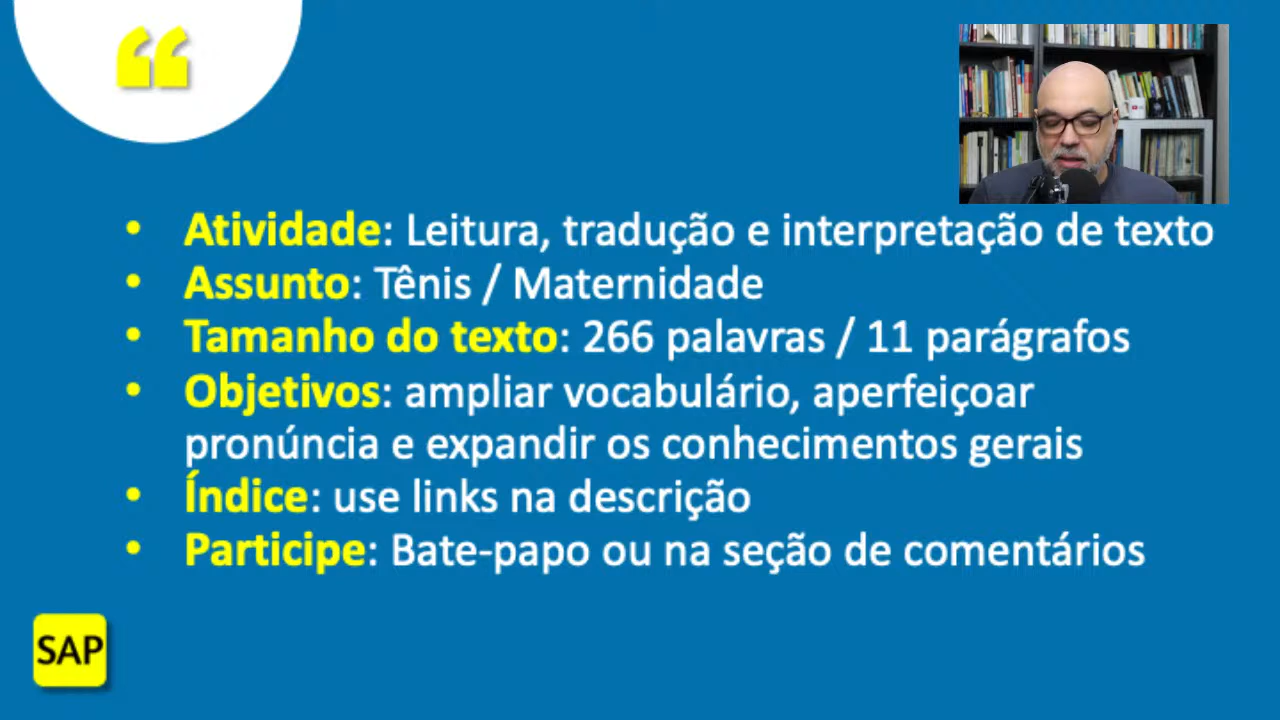 • Atividade: Leitura, tradução e interpretação de texto
• Assunto: Tênis / Maternidade
• Tamanho do texto: 266 palavras / 11 parágrafos
• Objetivos: ampliar vocabulário, aperfeiçoar
pronúncia e expandir os conhecimentos gerais
• Índice: use links na descrição
• Participe: Bate-papo ou na seção de comentários
SAP